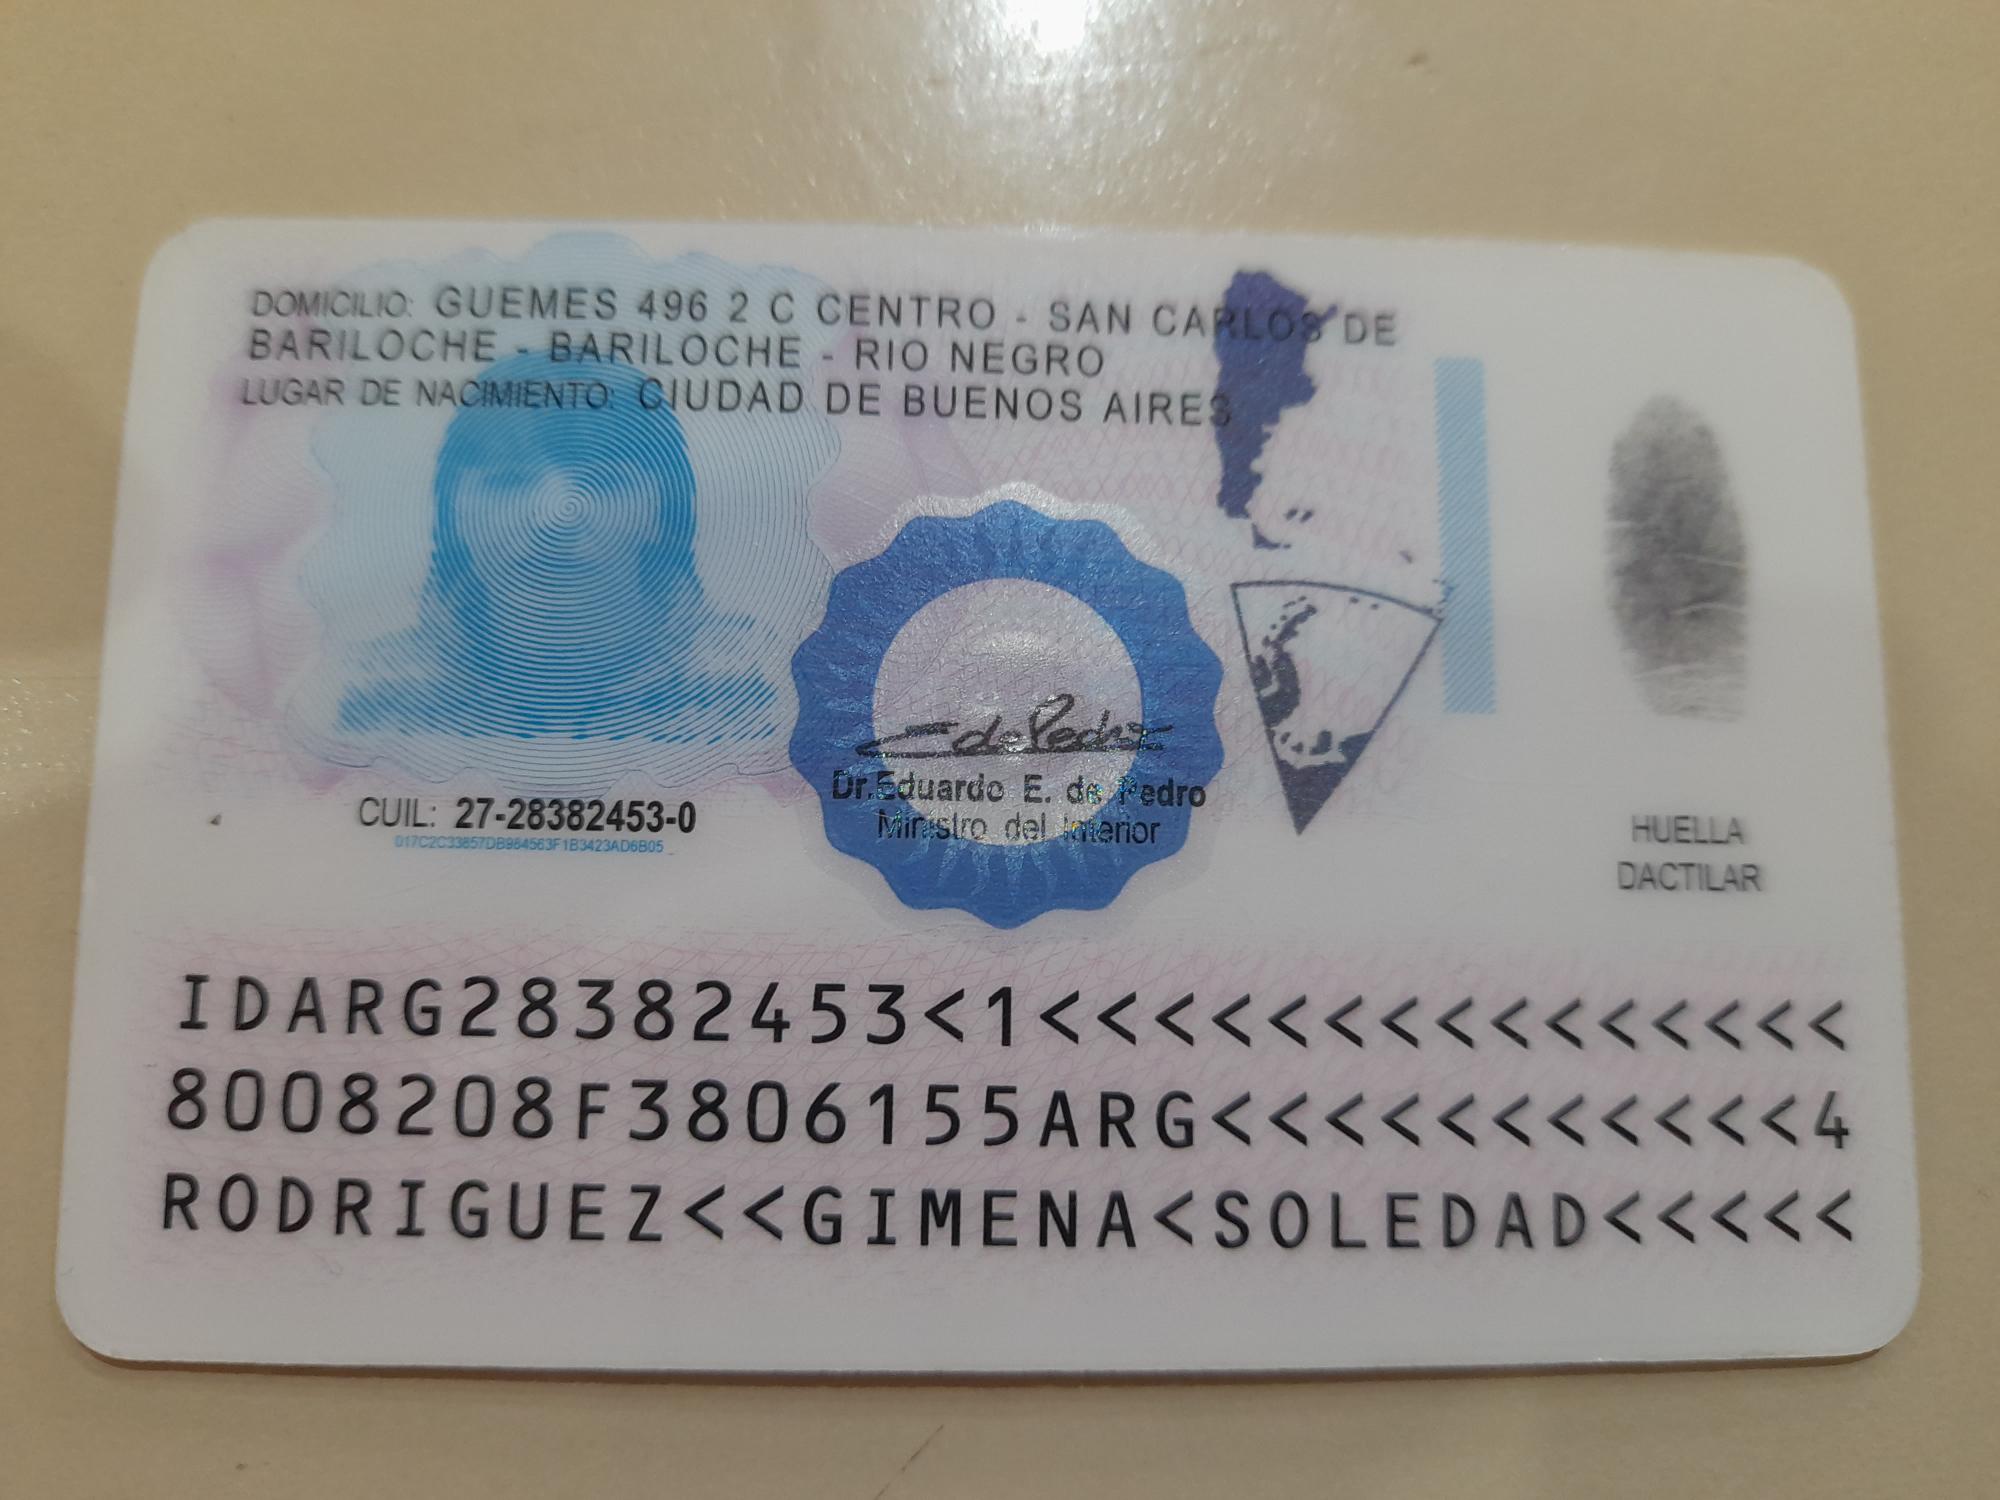 DOMICILIO: GUEMES 496 2 C CENTRO - SAN CARLOS DE
BARILOCHE - BARILOCHE - RIO NEGRO
LUGAR DE NACIMIENTO: CIUDAD DE BUENOS AIRES
CUIL: 27-28382453-0
Dr. Eduardo E. de Pedro
Ministro del Interior
HUELLA
DACTILAR
IDARG28382453<1<<<<<<<<<<<<<<<
8008208F3806155ARG<<<<<<<<<<<4
RODRIGUEZ<<GIMENA<SOLEDAD<<<<<